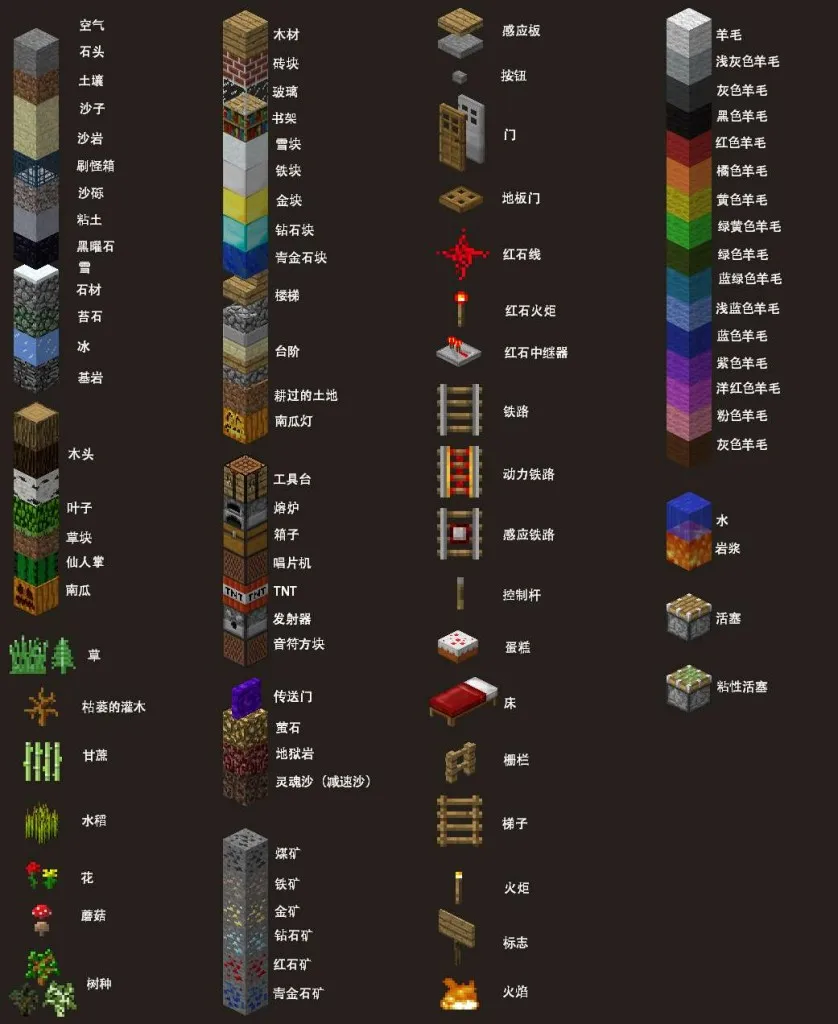 空气
石头
土壤
沙子
沙岩
刷怪箱
沙砾
粘土
黑曜石
雪
石材
苔石
冰
基岩
木头
叶子
草块
仙人掌
南瓜
草
枯萎的灌木
甘蔗
水稻
花
蘑菇
树种
木材
砖块
玻璃
书架
雪块
铁块
金块
钻石块
青金石块
楼梯
台阶
耕过的土地
南瓜灯
工具台
熔炉
箱子
唱片机
TNT
TNT TNT
发射器
音符方块
传送门
萤石
地狱岩
灵魂沙（减速沙）
煤矿
铁矿
金矿
钻石矿
红石矿
青金石矿
感应板
按钮
门
地板门
红石线
红石火炬
红石中继器
铁路
动力铁路
感应铁路
控制杆
蛋糕
床
栅栏
梯子
火炬
标志
火焰
羊毛
浅灰色羊毛
灰色羊毛
黑色羊毛
红色羊毛
橘色羊毛
黄色羊毛
绿黄色羊毛
绿色羊毛
蓝绿色羊毛
浅蓝色羊毛
蓝色羊毛
紫色羊毛
洋红色羊毛
粉色羊毛
灰色羊毛
水
岩浆
活塞
粘性活塞